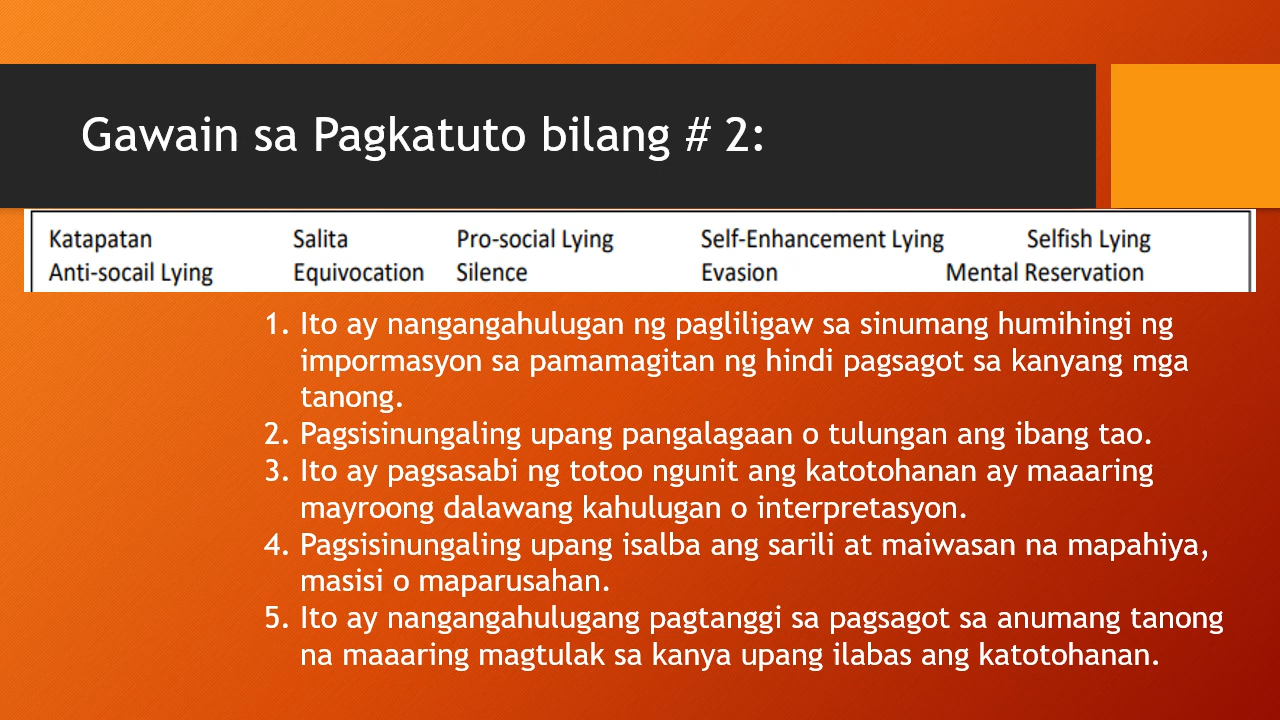 Gawain sa Pagkatuto bilang # 2:
Katapatan Salita Pro-social Lying Self-Enhancement Lying Selfish Lying
Anti-socail Lying Equivocation Silence Evasion Mental Reservation
1. Ito ay nangangahulugan ng pagliligaw sa sinumang humihingi ng
impormasyon sa pamamagitan ng hindi pagsagot sa kanyang mga
tanong.
2. Pagsisinungaling upang pangalagaan o tulungan ang ibang tao.
3. Ito ay pagsasabi ng totoo ngunit ang katotohanan ay maaaring
mayroong dalawang kahulugan o interpretasyon.
4. Pagsisinungaling upang isalba ang sarili at maiwasan na mapahiya,
masisi o maparusahan.
5. Ito ay nangangahulugang pagtanggi sa pagsagot sa anumang tanong
na maaaring magtulak sa kanya upang ilabas ang katotohanan.